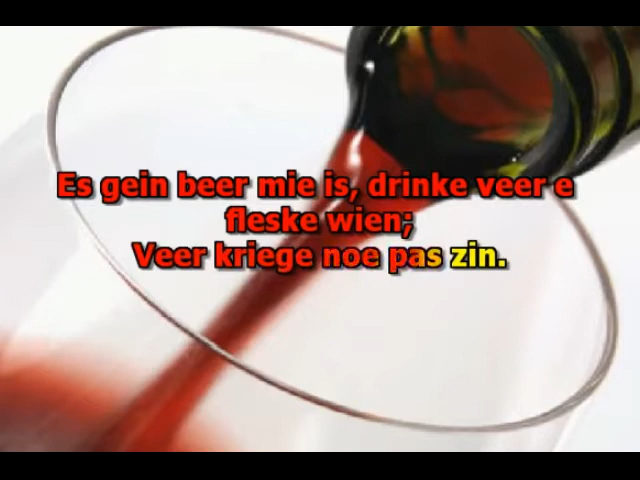 Es gein beer mie is, drinke veer e
fleske wien;
Veer kriege noe pas zin.